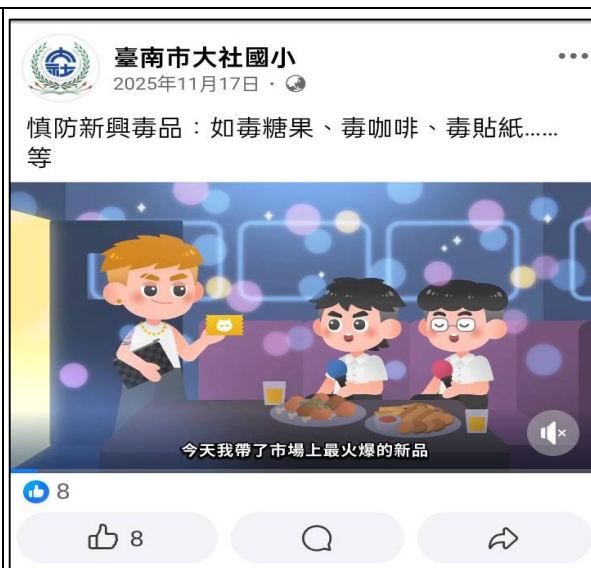 臺南市大社國小
2025年11月17日 ·
慎防新興毒品：如毒糖果、毒咖啡、毒貼紙......
等
今天我帶了市場上最火爆的新品
8
8